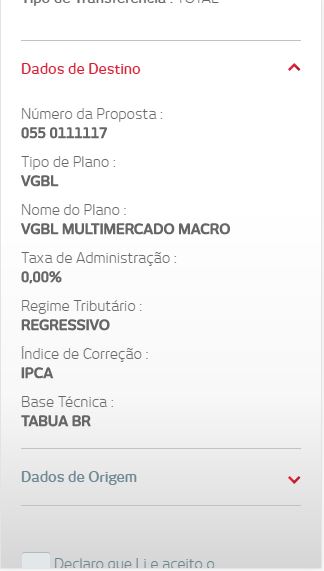 Tipo de Transferência : TOTAL
Dados de Destino
Número da Proposta :
055 0111117
Tipo de Plano :
VGBL
Nome do Plano :
VGBL MULTIMERCADO MACRO
Taxa de Administração :
0,00%
Regime Tributário :
REGRESSIVO
Índice de Correção :
IPCA
Base Técnica :
TABUA BR
Dados de Origem
Declaro que Li e aceito o